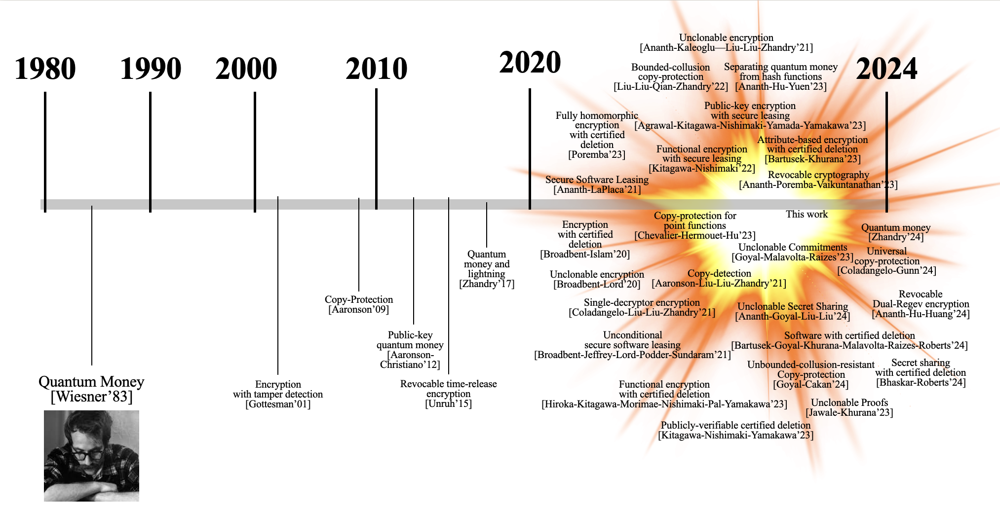 1980
1990
2000
2010
2020
2024
Unclonable encryption
[Ananth-Kaleoglu—Liu-Liu-Zhandry’21]
Bounded-collusion
copy-protection
[Liu-Liu-Qian-Zhandry’22]
Separating quantum money
from hash functions
[Ananth-Hu-Yuen’23]
Public-key encryption
with secure leasing
[Agrawal-Kitagawa-Nishimaki-Yamada-Yamakawa’23]
Fully homomorphic
encryption
with certified
deletion
[Poremba’23]
Functional encryption
with secure leasing
[Kitagawa-Nishimaki’22]
Attribute-based encryption
with certified deletion
[Bartusek-Khurana’23]
Secure Software Leasing
[Ananth-LaPlaca’21]
Revocable cryptography
[Ananth-Poremba-Vaikuntanathan’23]
Quantum Money
[Wiesner’83]
Encryption
with tamper detection
[Gottesman’01]
Copy-Protection
[Aaronson’09]
Public-key
quantum money
[Aaronson-
Christiano’12]
Revocable time-release
encryption
[Unruh’15]
Quantum
money and
lightning
[Zhandry’17]
Encryption
with certified
deletion
[Broadbent-Islam’20]
Copy-protection for
point functions
[Chevalier-Hermouet-Hu’23]
This work
Quantum money
[Zhandry’24]
Unclonable Commitments
[Goyal-Malavolta-Raizes’23]
Universal
copy-protection
[Coladangelo-Gunn’24]
Unclonable encryption
[Broadbent-Lord’20]
Copy-detection
[Aaronson-Liu-Liu-Zhandry’21]
Single-decryptor encryption
[Coladangelo-Liu-Liu-Zhandry’21]
Unclonable Secret Sharing
[Ananth-Goyal-Liu-Liu’24]
Revocable
Dual-Regev encryption
[Ananth-Hu-Huang’24]
Unconditional
secure software leasing
[Broadbent-Jeffrey-Lord-Podder-Sundaram’21]
Software with certified deletion
[Bartusek-Goyal-Khurana-Malavolta-Raizes-Roberts’24]
Unbounded-collusion-resistant
Copy-protection
[Goyal-Cakan’24]
Secret sharing
with certified deletion
[Bhaskar-Roberts’24]
Functional encryption
with certified deletion
[Hiroka-Kitagawa-Morimae-Nishimaki-Pal-Yamakawa’23]
Unclonable Proofs
[Jawale-Khurana’23]
Publicly-verifiable certified deletion
[Kitagawa-Nishimaki-Yamakawa’23]